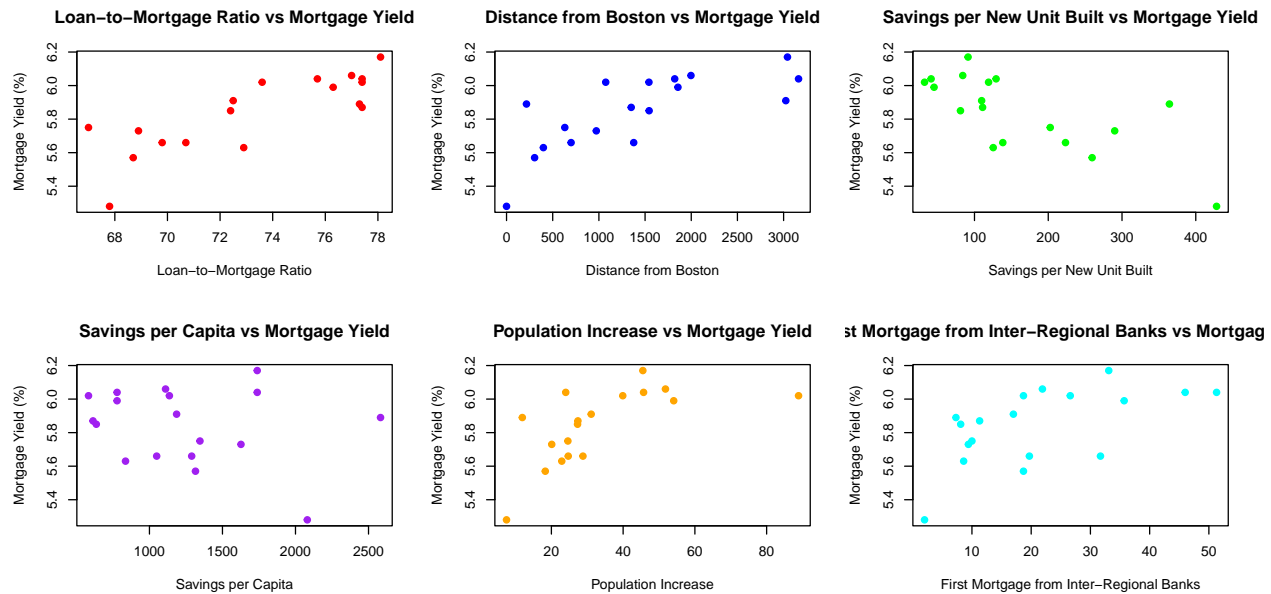 Loan−to−Mortgage Ratio vs Mortgage Yield
Mortgage Yield (%)
5.4 5.6 5.8 6.0 6.2
68 70 72 74 76 78
Loan−to−Mortgage Ratio
Distance from Boston vs Mortgage Yield
Mortgage Yield (%)
5.4 5.6 5.8 6.0 6.2
0 500 1000 1500 2000 2500 3000
Distance from Boston
Savings per New Unit Built vs Mortgage Yield
Mortgage Yield (%)
5.4 5.6 5.8 6.0 6.2
100 200 300 400
Savings per New Unit Built
Savings per Capita vs Mortgage Yield
Mortgage Yield (%)
5.4 5.6 5.8 6.0 6.2
1000 1500 2000 2500
Savings per Capita
Population Increase vs Mortgage Yield
Mortgage Yield (%)
5.4 5.6 5.8 6.0 6.2
20 40 60 80
Population Increase
st Mortgage from Inter−Regional Banks vs Mortgag
Mortgage Yield (%)
5.4 5.6 5.8 6.0 6.2
10 20 30 40 50
First Mortgage from Inter−Regional Banks